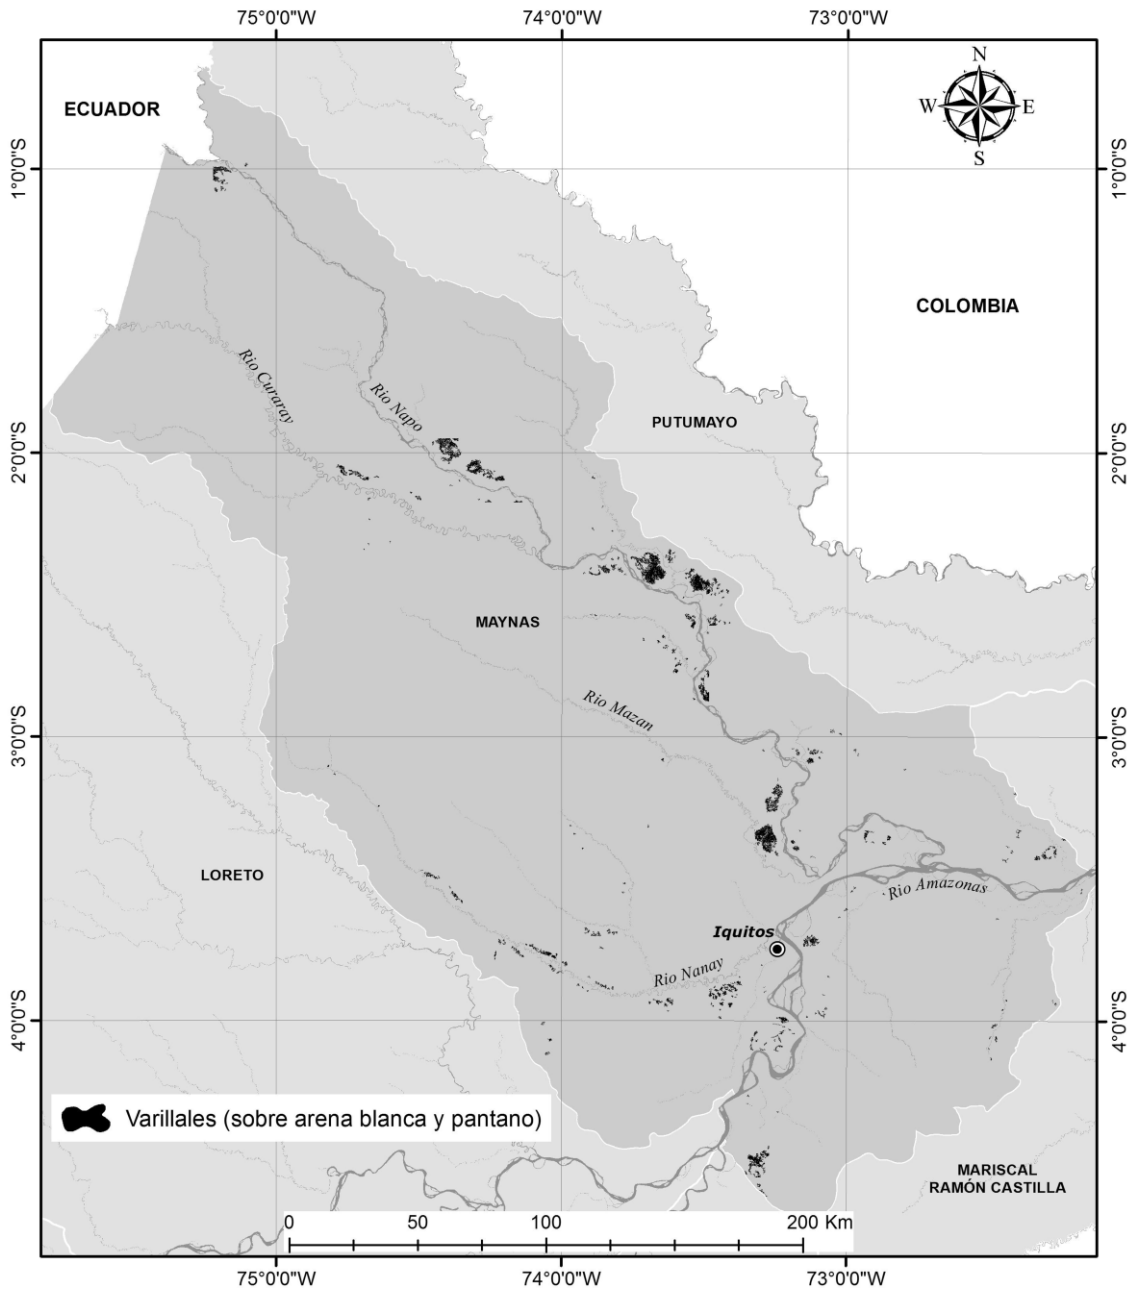 75°0'0"W 74°0'0"W 73°0'0"W
N
W E
S
ECUADOR
1°0'0"S 1°0'0"S
COLOMBIA
Rio Curaray
Rio Napo
PUTUMAYO
2°0'0"S 2°0'0"S
MAYNAS
Rio Mazan
3°0'0"S 3°0'0"S
LORETO
Rio Amazonas
Iquitos
Rio Nanay
4°0'0"S 4°0'0"S
Varillales (sobre arena blanca y pantano)
MARISCAL
RAMÓN CASTILLA
0 50 100 200 Km
75°0'0"W 74°0'0"W 73°0'0"W